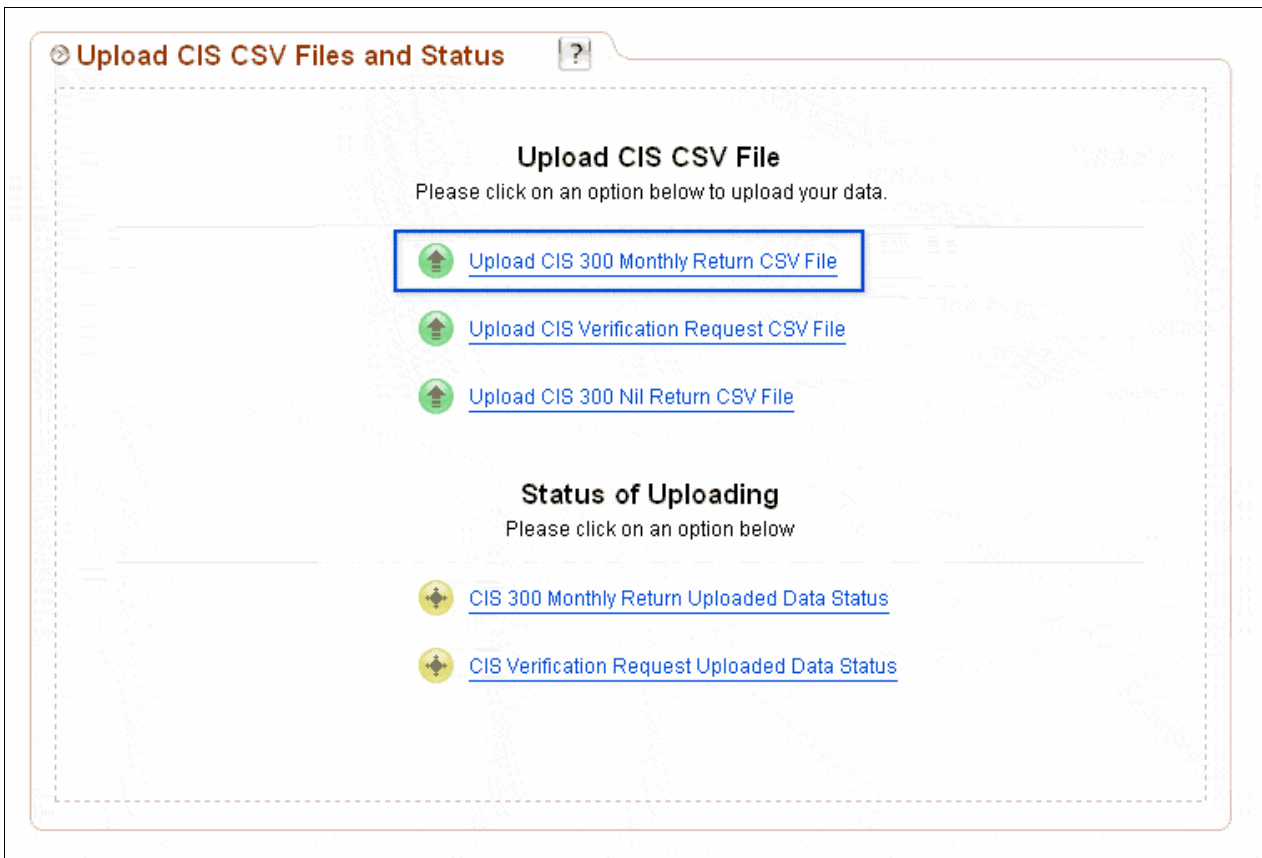 Upload CIS CSV Files and Status ?
Upload CIS CSV File
Please click on an option below to upload your data.
Upload CIS 300 Monthly Return CSV File
Upload CIS Verification Request CSV File
Upload CIS 300 Nil Return CSV File
Status of Uploading
Please click on an option below
CIS 300 Monthly Return Uploaded Data Status
CIS Verification Request Uploaded Data Status